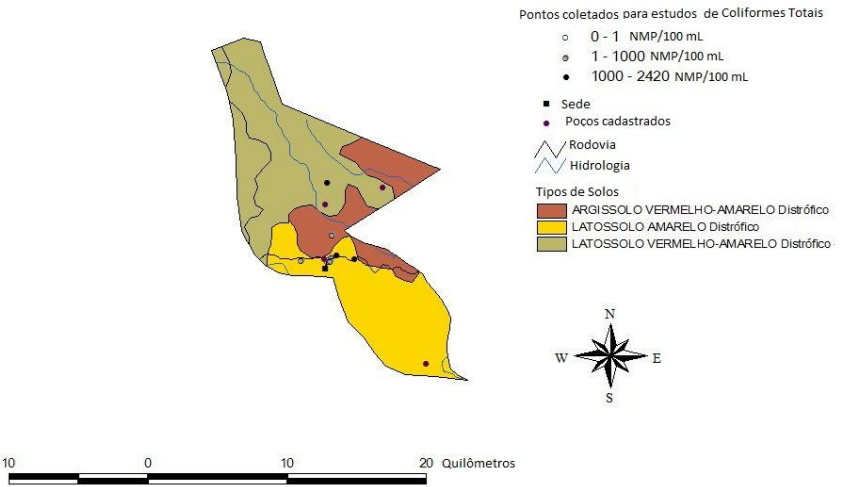 Pontos coletados para estudos de Coliformes Totais
0 - 1 NMP/100 mL
1 - 1000 NMP/100 mL
1000 - 2420 NMP/100 mL
Sede
Poços cadastrados
Rodovia
Hidrologia
Tipos de Solos
ARGISSOLO VERMELHO-AMARELO Distrófico
LATOSSOLO AMARELO Distrófico
LATOSSOLO VERMELHO-AMARELO Distrófico
N
W E
S
10 0 10 20 Quilômetros